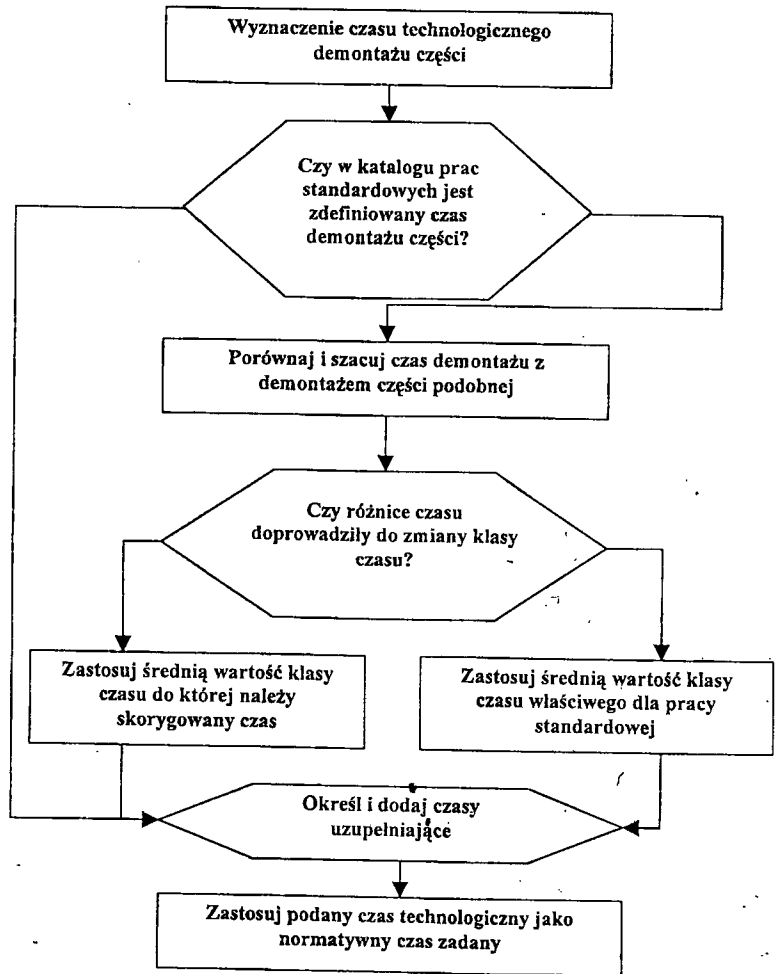 Wyznaczenie czasu technologicznego
demontażu części
Czy w katalogu prac
standardowych jest
zdefiniowany czas
demontażu części?
Porównaj i szacuj czas demontażu z
demontażem części podobnej
Czy różnice czasu
doprowadziły do zmiany klasy
czasu?
Zastosuj średnią wartość klasy
czasu do której należy
skorygowany czas
Zastosuj średnią wartość klasy
czasu właściwego dla pracy
standardowej
Określ i dodaj czasy
uzupełniające
Zastosuj podany czas technologiczny jako
normatywny czas zadany